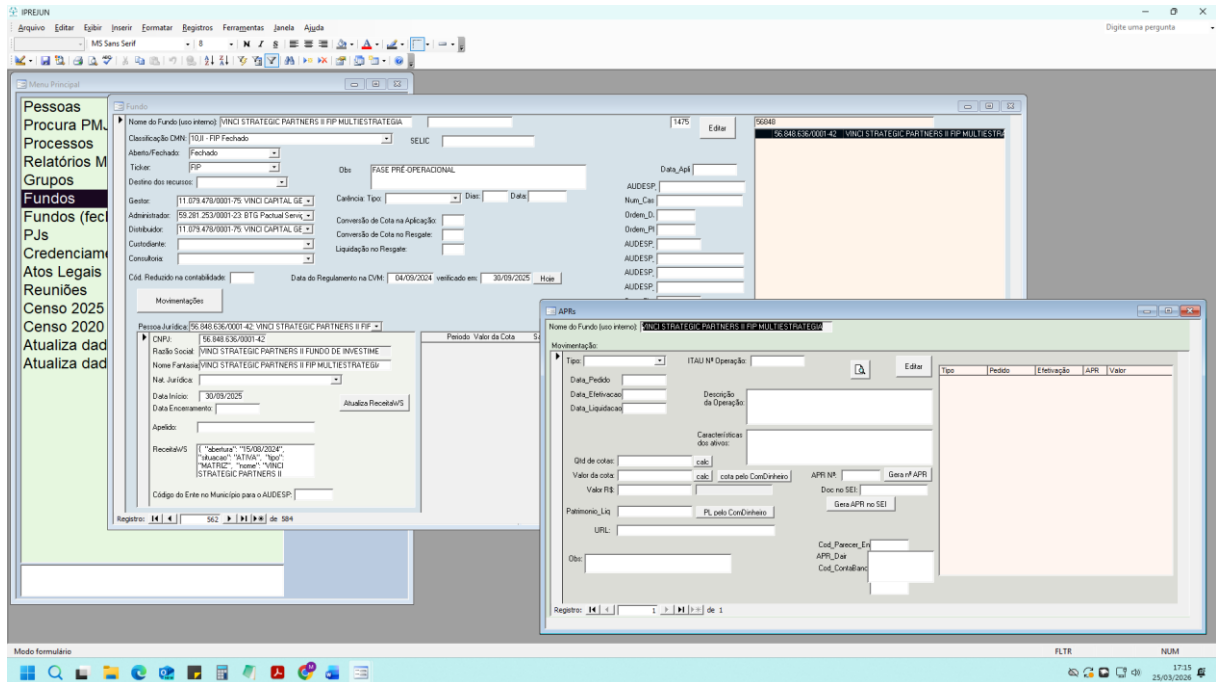 IPREJUN
Arquivo Editar Exibir Inserir Formatar Registros Ferramentas Janela Ajuda
Digite uma pergunta
MS Sans Serif 8 N I S
Menu Principal
Pessoas
Procura PMJ
Processos
Relatórios M
Grupos
Fundos
Fundos (fecl
PJs
Credenciame
Atos Legais
Reuniões
Censo 2025
Censo 2020
Atualiza dad
Atualiza dad
Fundo
Nome do Fundo (uso interno): VINCI STRATEGIC PARTNERS II FIP MULTIESTRATEGIA
1475 Editar
56848
56.848.636/0001-42 VINCI STRATEGIC PARTNERS II FIP MULTIESTRA
Classificação CMN: 10,II - FIP Fechado SELIC
Aberto/Fechado: Fechado
Ticker: FIP
Obs FASE PRÉ-OPERACIONAL
Data_Apli
Destino dos recursos:
AUDESP_
Gestor: 11.079.478/0001-75: VINCI CAPITAL GE
Carência: Tipo: Dias: Data:
Num_Cas
Administrador: 59.281.253/0001-23: BTG Pactual Serviç
Conversão de Cota na Aplicação:
Ordem_D.
Distribuidor: 11.079.478/0001-75: VINCI CAPITAL GE
Conversão de Cota no Resgate:
Ordem_Pl
Custodiante:
Liquidação no Resgate:
AUDESP_
Consultoria:
AUDESP_
AUDESP_
Cód. Reduzido na contabilidade: Data do Regulamento na CVM: 04/09/2024 verificado em: 30/09/2025 Hoje
AUDESP_
Movimentações
Pessoa Jurídica: 56.848.636/0001-42: VINCI STRATEGIC PARTNERS II FIP
Periodo Valor da Cota
CNPJ: 56.848.636/0001-42
Razão Social: VINCI STRATEGIC PARTNERS II FUNDO DE INVESTIME
Nome Fantasia: VINCI STRATEGIC PARTNERS II FIP MULTIESTRATEGI
Nat. Jurídica:
Data Início: 30/09/2025
Data Encerramento:
Atualiza ReceitaWS
Apelido:
ReceitaWS
{ "abertura": "15/08/2024",
"situacao": "ATIVA", "tipo":
"MATRIZ", "nome": "VINCI
STRATEGIC PARTNERS II
Código do Ente no Município para o AUDESP:
Registro: 562 de 584
APRs
Nome do Fundo (uso interno): VINCI STRATEGIC PARTNERS II FIP MULTIESTRATEGIA
Movimentação:
Tipo: ITAU Nº Operação: Editar
Tipo Pedido Efetivação APR Valor
Data_Pedido
Data_Efetivacao
Data_Liquidacao
Descrição
da Operação:
Características
dos ativos:
Qtd de cotas: calc
Valor da cota: calc cota pelo ComDinheiro APR Nº: Gera nº APR
Valor R$: Doc no SEI:
Gera APR no SEI
Patrimonio_Liq PL pelo ComDinheiro
URL:
Cod_Parecer_En
Obs:
APR_Dair
Cod_ContaBanc
Registro: 1 de 1
Modo formulário
FLTR NUM
17:15
25/03/2026